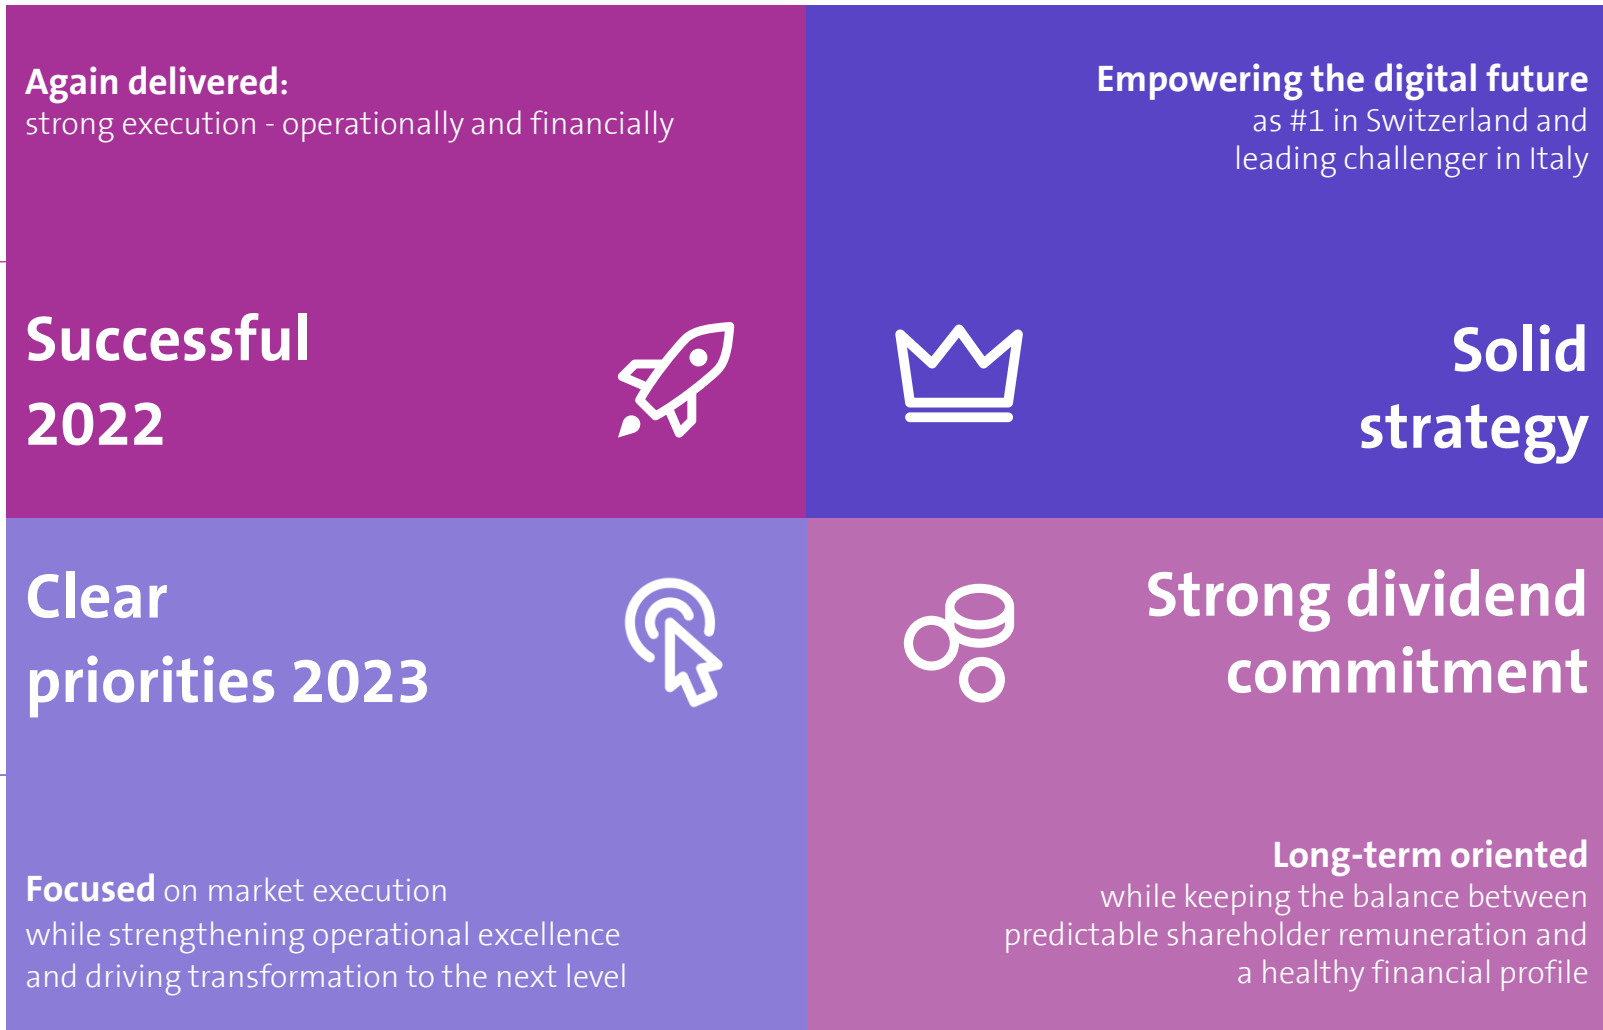 Again delivered:
strong execution - operationally and financially
Successful
2022
Empowering the digital future
as #1 in Switzerland and
leading challenger in Italy
Solid
strategy
Clear
priorities 2023
Focused on market execution
while strengthening operational excellence
and driving transformation to the next level
Strong dividend
commitment
Long-term oriented
while keeping the balance between
predictable shareholder remuneration and
a healthy financial profile